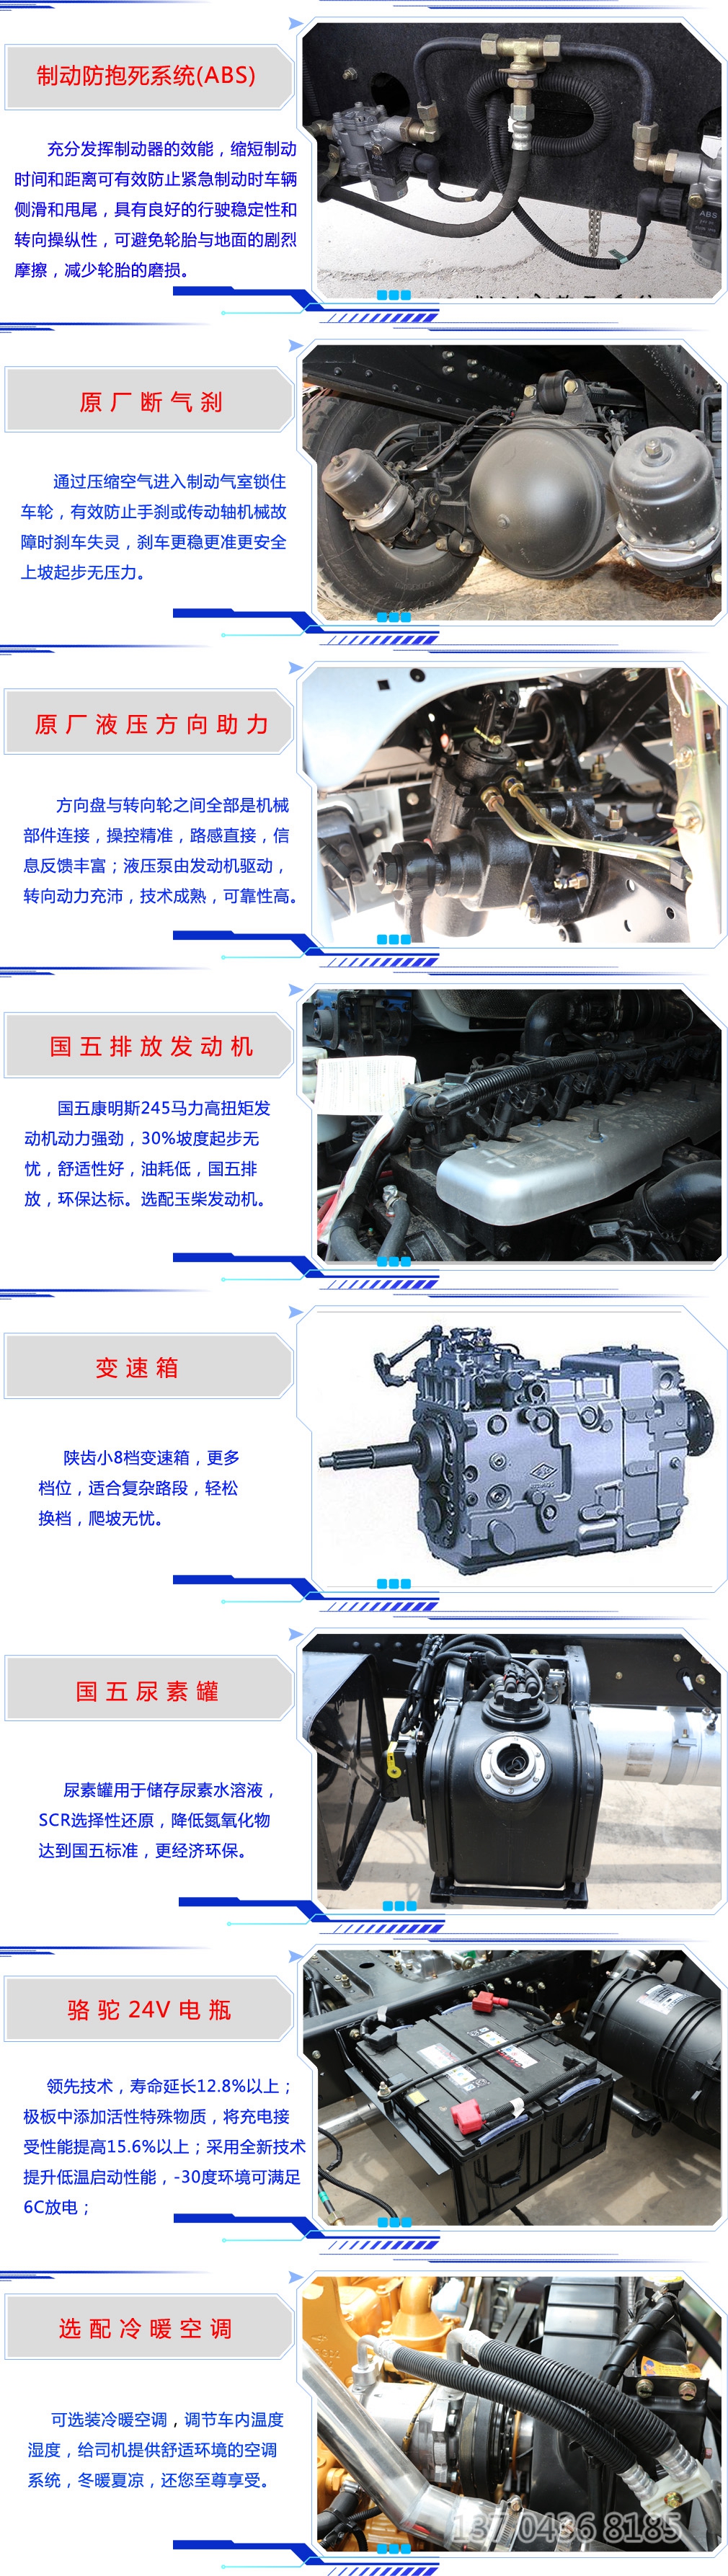 制动防抱死系统(ABS)
充分发挥制动器的效能，缩短制动
时间和距离可有效防止紧急制动时车辆
侧滑和甩尾，具有良好的行驶稳定性和
转向操纵性，可避免轮胎与地面的剧烈
摩擦，减少轮胎的磨损。
ABS
原厂断气刹
通过压缩空气进入制动气室锁住
车轮，有效防止手刹或传动轴机械故
障时刹车失灵，刹车更稳更准更安全
上坡起步无压力。
原厂液压方向助力
方向盘与转向轮之间全部是机械
部件连接，操控精准，路感直接，信
息反馈丰富；液压泵由发动机驱动，
转向动力充沛，技术成熟，可靠性高。
国五排放发动机
国五康明斯245马力高扭矩发
动机动力强劲，30%坡度起步无
忧，舒适性好，油耗低，国五排
放，环保达标。选配玉柴发动机。
变速箱
陕齿小8档变速箱，更多
档位，适合复杂路段，轻松
换档，爬坡无忧。
国五尿素罐
尿素罐用于储存尿素水溶液，
SCR选择性还原，降低氮氧化物
达到国五标准，更经济环保。
骆驼24V电瓶
领先技术，寿命延长12.8%以上；
极板中添加活性特殊物质，将充电接
受性能提高15.6%以上；采用全新技术
提升低温启动性能，-30度环境可满足
6C放电；
选配冷暖空调
可选装冷暖空调，调节车内温度
湿度，给司机提供舒适环境的空调
系统，冬暖夏凉，还您至尊享受。
137 0436 8185